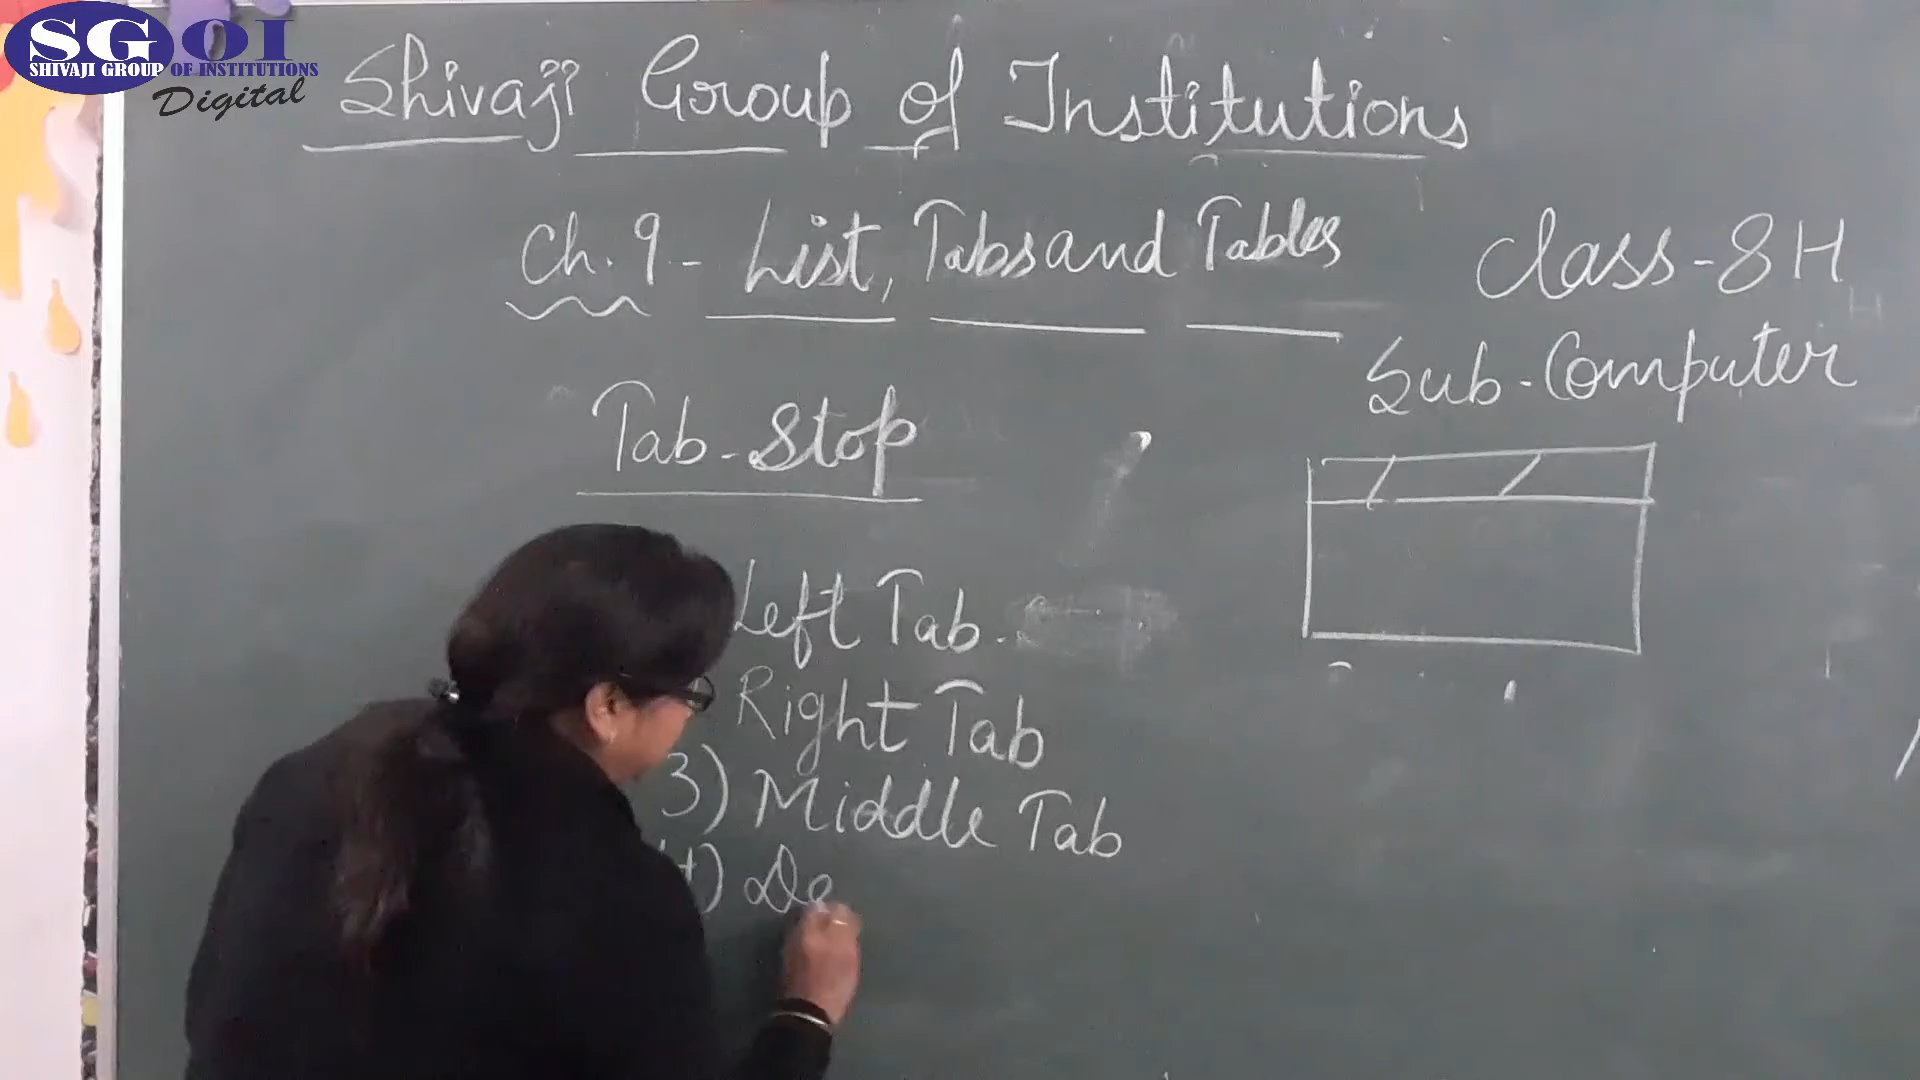 SGOI
SHIVAJI GROUP OF INSTITUTIONS
Digital
Shivaji Group of Institutions
Ch. 9 - List, Tabs and Tables
Class - 8 H
Sub - Computer
Tab - Stop
Left Tab.
Right Tab
3) Middle Tab
4) De